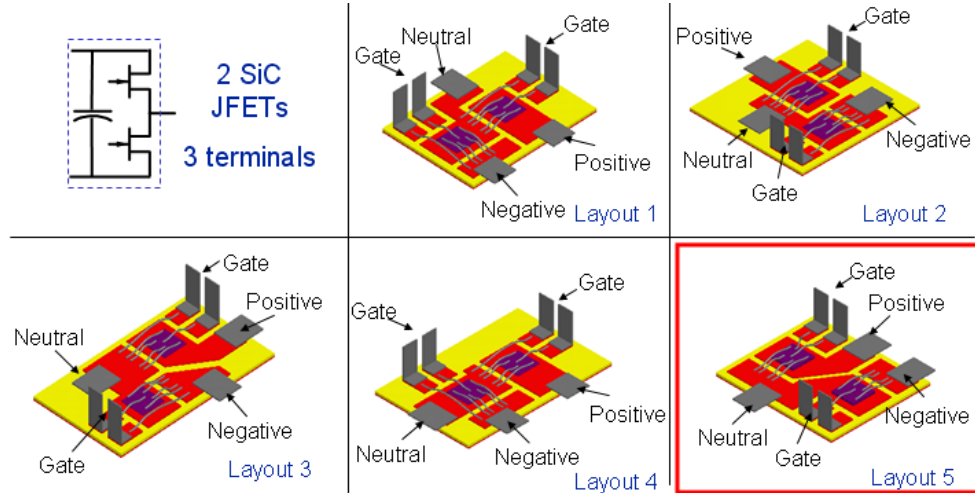 2 SiC
JFETs
3 terminals
Gate
Neutral
Gate
Positive
Negative
Layout 1
Gate
Positive
Neutral
Negative
Gate
Layout 2
Gate
Positive
Neutral
Negative
Gate
Layout 3
Gate
Gate
Positive
Neutral
Negative
Layout 4
Gate
Positive
Neutral
Negative
Gate
Layout 5